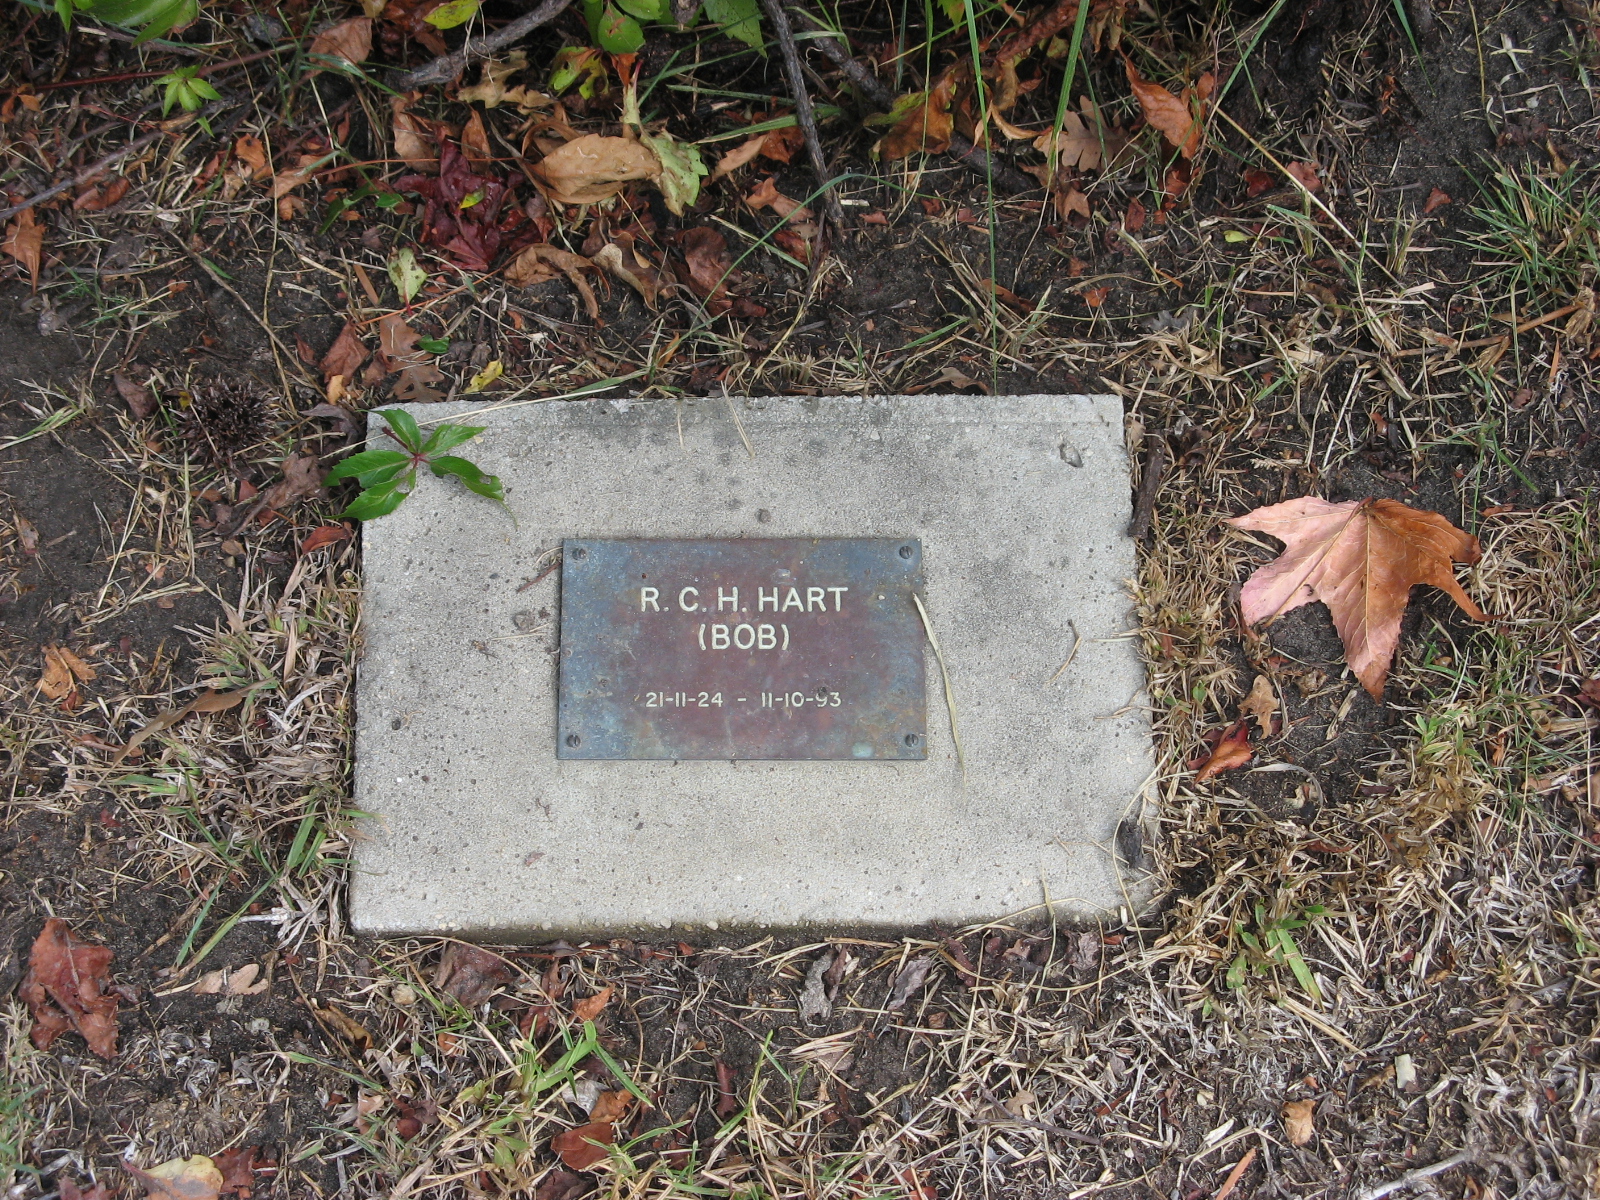 R. C. H. HART
(BOB)
21-11-24 - 11-10-93